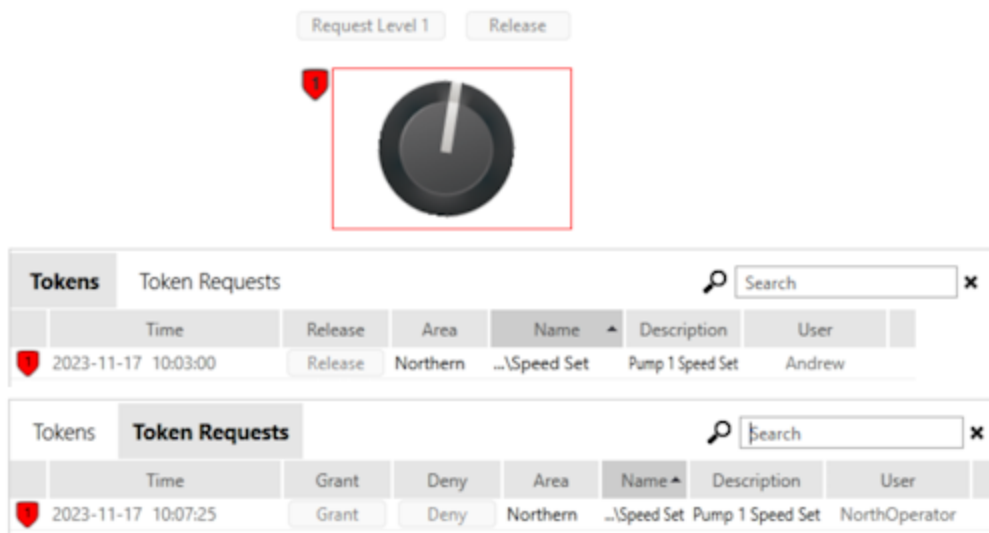 Request Level 1 Release
1
Tokens Token Requests Search
Time Release Area Name Description User
1 2023-11-17 10:03:00 Release Northern ...\Speed Set Pump 1 Speed Set Andrew
Tokens Token Requests Search
Time Grant Deny Area Name Description User
1 2023-11-17 10:07:25 Grant Deny Northern ...\Speed Set Pump 1 Speed Set NorthOperator